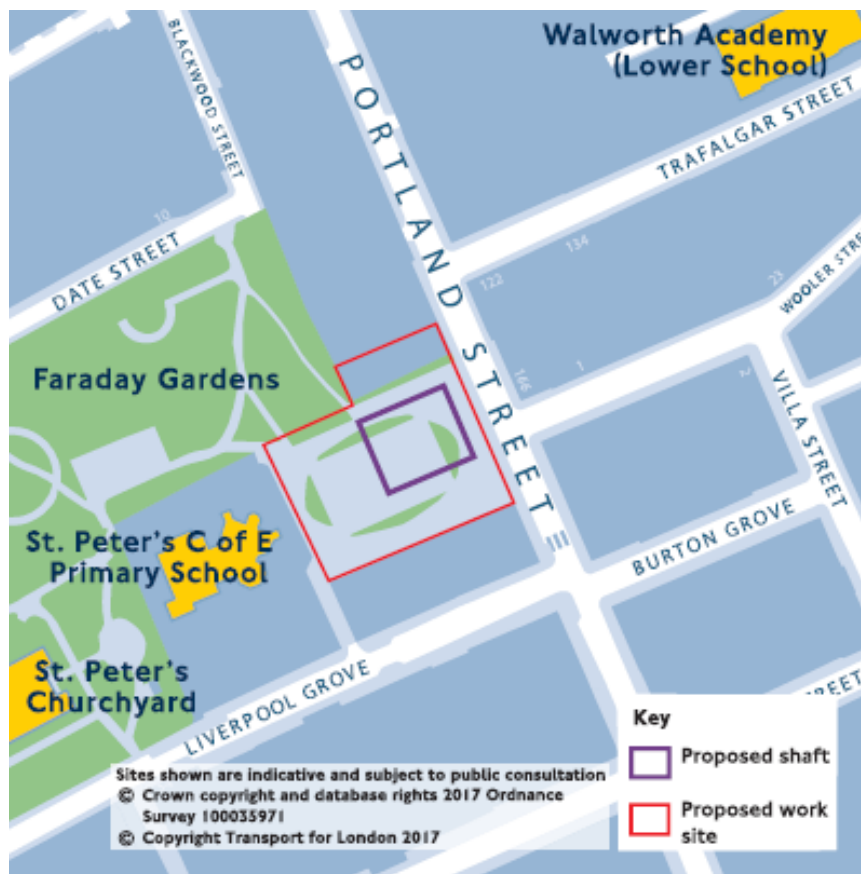 Walworth Academy
(Lower School)
BLACKWOOD STREET
PORTLAND STREET
TRAFALGAR STREET
10
DATE STREET
122
134
23
WOOLER STRE
Faraday Gardens
166
1
2
VILLA STREET
St. Peter's C of E
Primary School
BURTON GROVE
St. Peter's
Churchyard
LIVERPOOL GROVE
REET
Key
Proposed shaft
Proposed work
site
Sites shown are indicative and subject to public consultation
© Crown copyright and database rights 2017 Ordnance
Survey 100035971
© Copyright Transport for London 2017